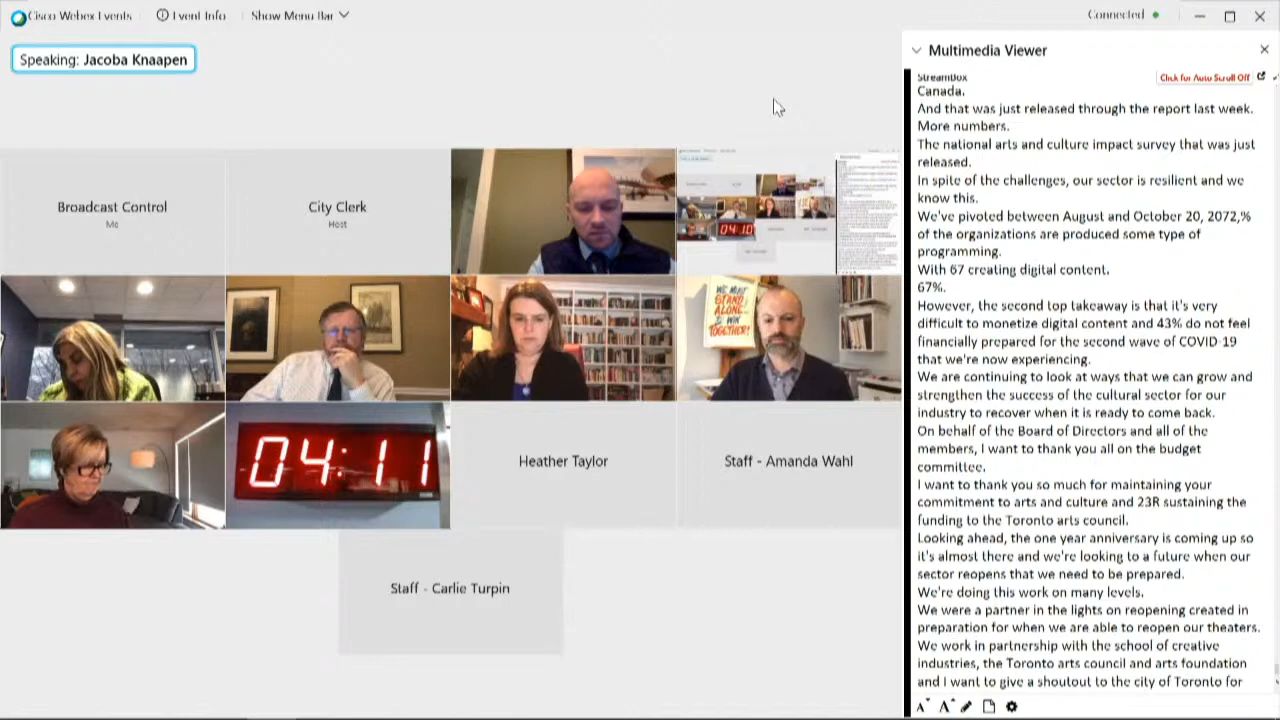 Cisco Webex Events
Event Info
Show Menu Bar
Connected
Speaking: Jacoba Knaapen
Multimedia Viewer
StreamBox
Click for Auto Scroll Off
Canada.
And that was just released through the report last week.
More numbers.
The national arts and culture impact survey that was just
released.
In spite of the challenges, our sector is resilient and we
know this.
We've pivoted between August and October 20, 2072,%
of the organizations are produced some type of
programming.
With 67 creating digital content.
67%.
However, the second top takeaway is that it's very
difficult to monetize digital content and 43% do not feel
financially prepared for the second wave of COVID-19
that we're now experiencing.
We are continuing to look at ways that we can grow and
strengthen the success of the cultural sector for our
industry to recover when it is ready to come back.
On behalf of the Board of Directors and all of the
members, I want to thank you all on the budget
committee.
I want to thank you so much for maintaining your
commitment to arts and culture and 23R sustaining the
funding to the Toronto arts council.
Looking ahead, the one year anniversary is coming up so
it's almost there and we're looking to a future when our
sector reopens that we need to be prepared.
We're doing this work on many levels.
We were a partner in the lights on reopening created in
preparation for when we are able to reopen our theaters.
We work in partnership with the school of creative
industries, the Toronto arts council and arts foundation
and I want to give a shoutout to the city of Toronto for
Broadcast
Me
City Clerk
Host
04:10
WE MUST
STAND
ALONE...
WIN
TOGETHER!
04:11
Heather Taylor
Staff - Amanda Wahl
Staff - Carlie Turpin